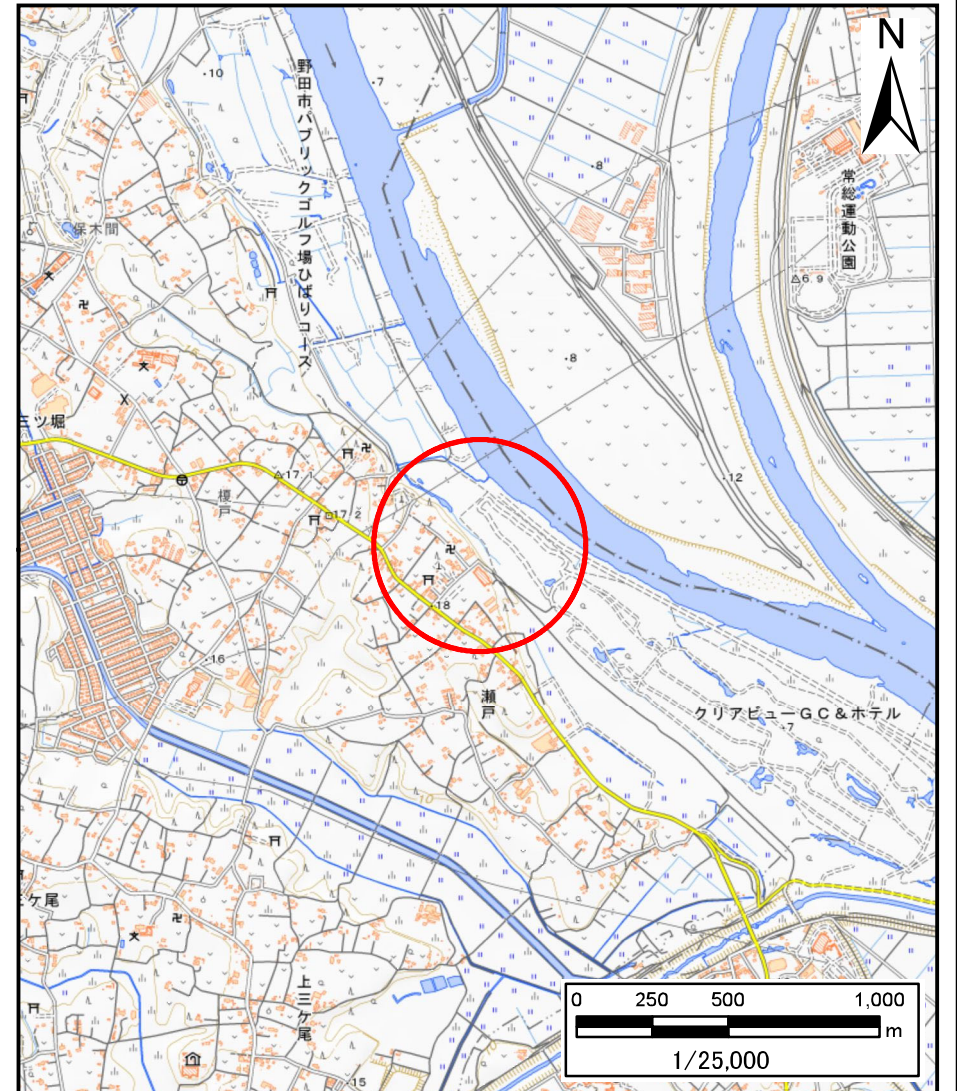 N
野田市パブリックゴルフ場ひばりコース
・10
・7
・8
常総運動公園
6.9
保木間
・8
三ツ堀
17.1
榎戸
17.2
・12
・18
・16
瀬戸
クリアビューGC&ホテル
・7
10
ケ尾
上三ケ尾
・15
0 250 500 1,000
m
1/25,000